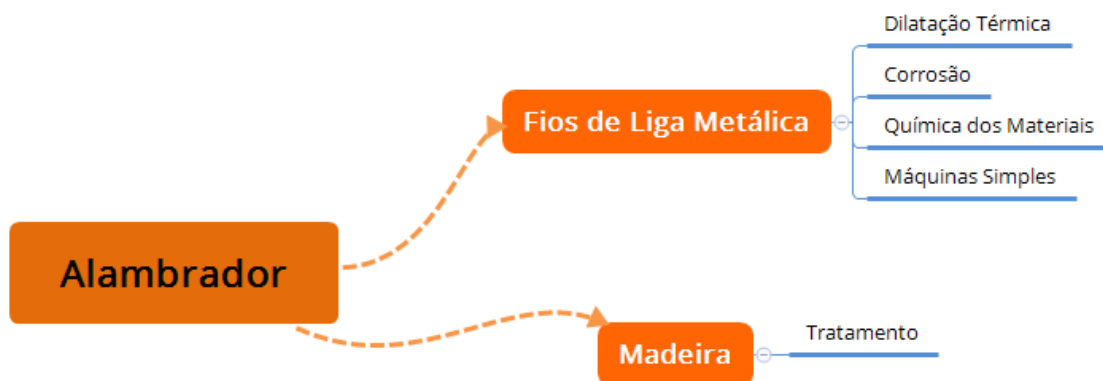 Dilatação Térmica
Corrosão
Fios de Liga Metálica
Química dos Materiais
Máquinas Simples
Alambrador
Tratamento
Madeira